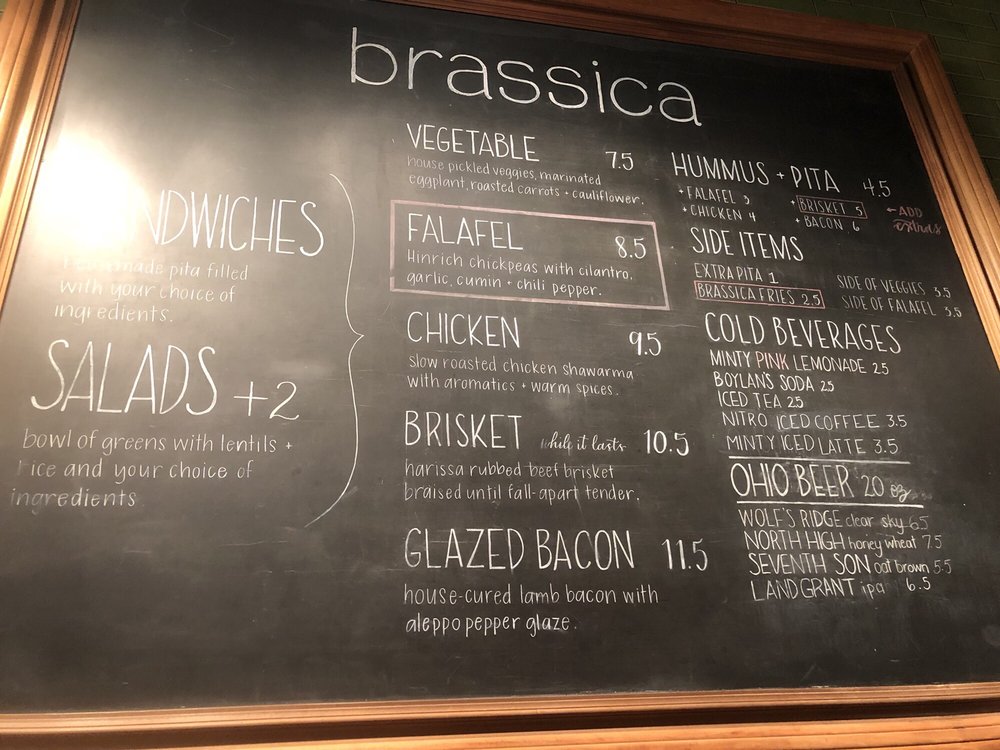 brassica
NDWICHES
made pita filled
with your choice of
ingredients.
SALADS +2
bowl of greens with lentils +
rice and your choice of
ingredients
VEGETABLE 7.5
house pickled veggies, marinated
eggplant, roasted carrots + cauliflower.
FALAFEL 8.5
Hinrich chickpeas with cilantro,
garlic, cumin + chili pepper.
CHICKEN 9.5
slow roasted chicken shawarma
with aromatics + warm spices.
BRISKET while it lasts 10.5
harissa rubbed beef brisket
braised until fall-apart tender.
GLAZED BACON 11.5
house-cured lamb bacon with
aleppo pepper glaze.
HUMMUS + PITA 4.5
+ FALAFEL + BRISKET 5 ← ADD
+ CHICKEN 4 + BACON 6 extras
SIDE ITEMS
EXTRA PITA 1 SIDE OF VEGGIES 3.5
BRASSICA FRIES 2.5 SIDE OF FALAFEL 3.5
COLD BEVERAGES
MINTY PINK LEMONADE 2.5
BOYLAN'S SODA 2.5
ICED TEA 2.5
NITRO ICED COFFEE 3.5
MINTY ICED LATTE 3.5
OHIO BEER 20 oz
WOLF'S RIDGE clear sky 6.5
NORTH HIGH honey wheat 7.5
SEVENTH SON oat brown 5.5
LAND GRANT ipa 6.5